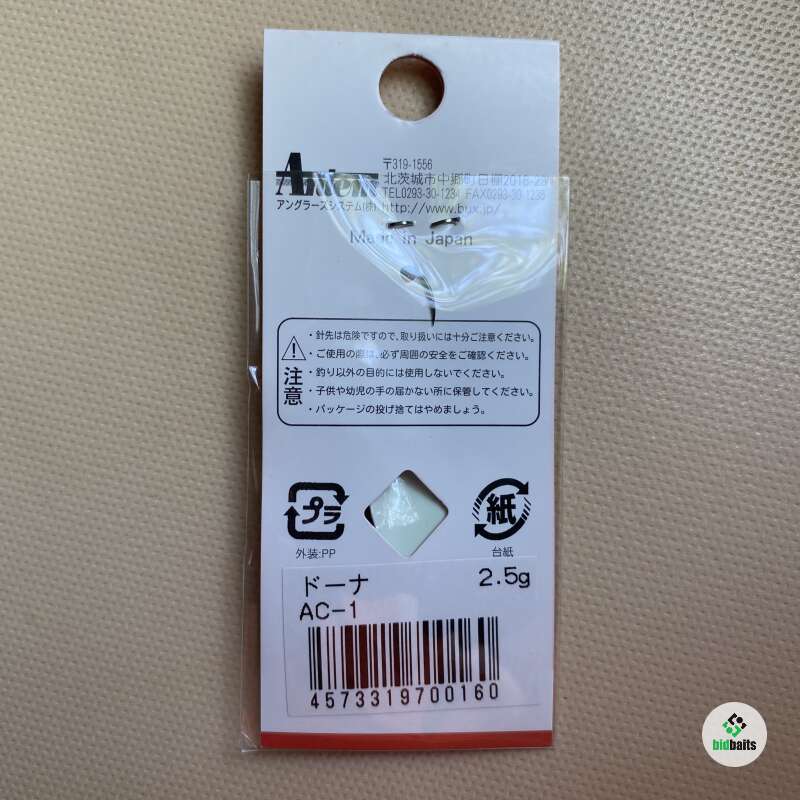 Antem
〒319-1556
北茨城市中郷町日棚2018-22
TEL0293-30-1234 FAX0293-30-1238
アングラーズシステム(株) http://www.bux.jp/
Made in Japan
注意
・針先は危険ですので、取り扱いには十分ご注意ください。
・ご使用の際は、必ず周囲の安全をご確認ください。
・釣り以外の目的には使用しないでください。
・子供や幼児の手の届かない所に保管してください。
・パッケージの投げ捨てはやめましょう。
プラ
外装:PP
紙
台紙
ドーナ 2.5g
AC-1
4573319700160
bidbaits